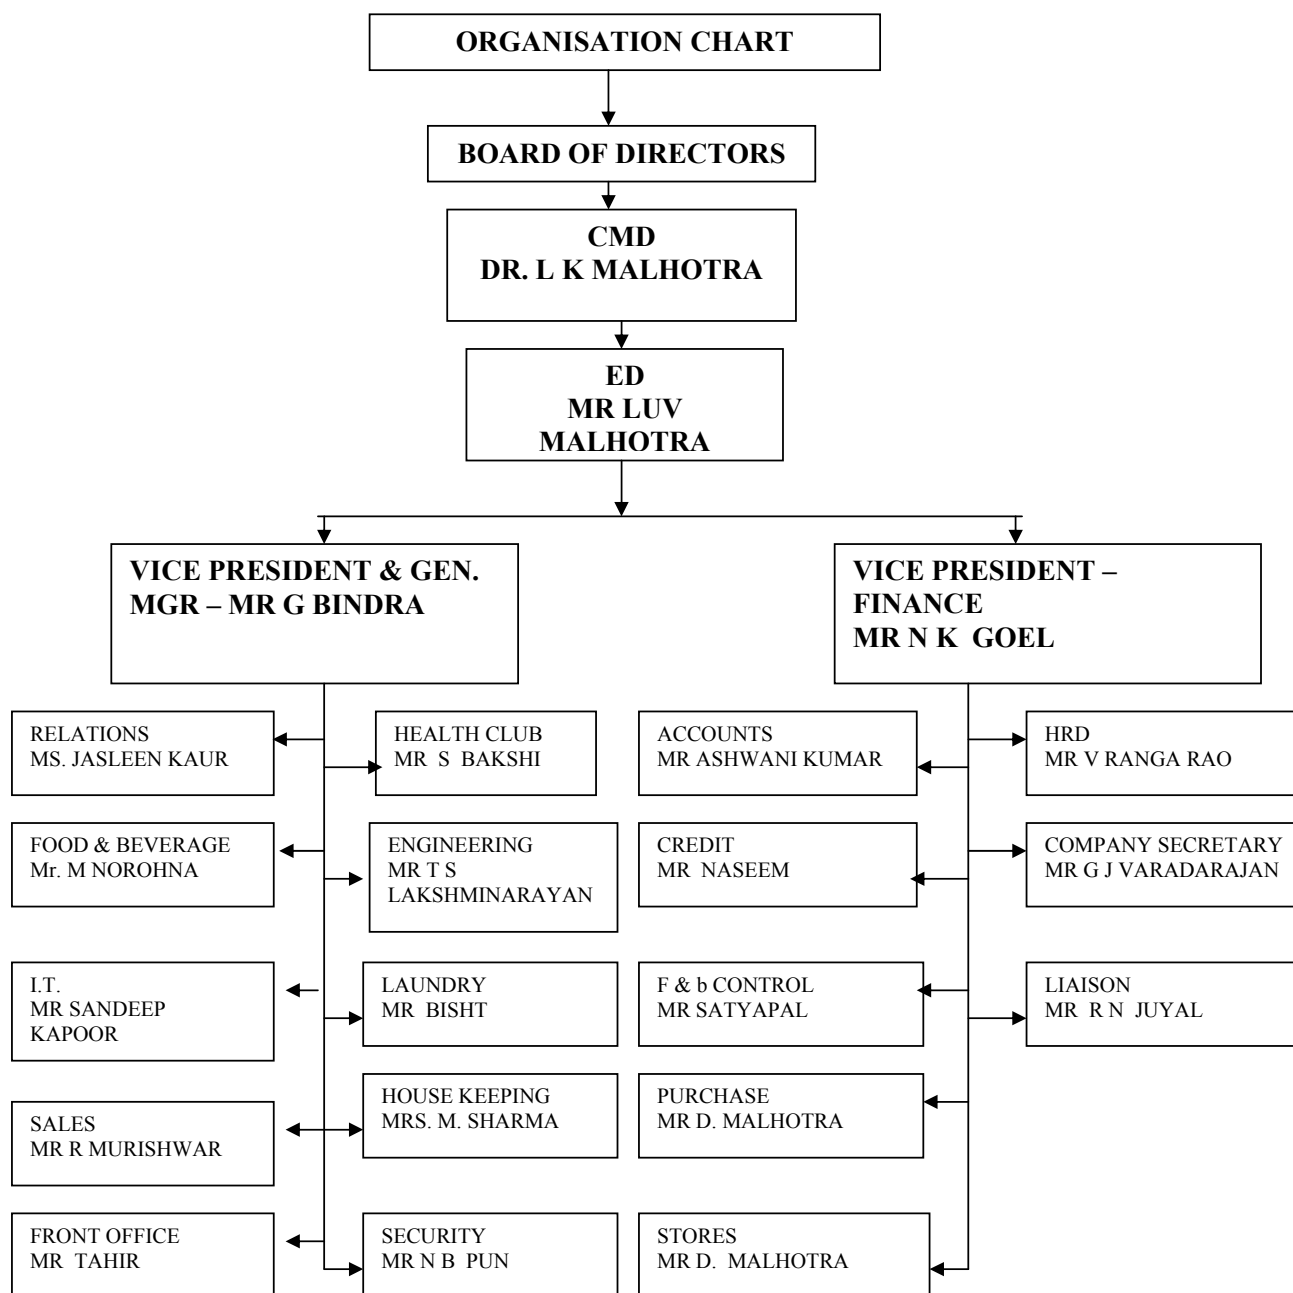 ORGANISATION CHART
BOARD OF DIRECTORS
CMD
DR. L K MALHOTRA
ED
MR LUV
MALHOTRA
VICE PRESIDENT & GEN.
MGR – MR G BINDRA
VICE PRESIDENT –
FINANCE
MR N K GOEL
RELATIONS
MS. JASLEEN KAUR
HEALTH CLUB
MR S BAKSHI
ACCOUNTS
MR ASHWANI KUMAR
HRD
MR V RANGA RAO
FOOD & BEVERAGE
Mr. M NOROHNA
ENGINEERING
MR T S
LAKSHMINARAYAN
CREDIT
MR NASEEM
COMPANY SECRETARY
MR G J VARADARAJAN
I.T.
MR SANDEEP
KAPOOR
LAUNDRY
MR BISHT
F & b CONTROL
MR SATYAPAL
LIAISON
MR R N JUYAL
SALES
MR R MURISHWAR
HOUSE KEEPING
MRS. M. SHARMA
PURCHASE
MR D. MALHOTRA
FRONT OFFICE
MR TAHIR
SECURITY
MR N B PUN
STORES
MR D. MALHOTRA